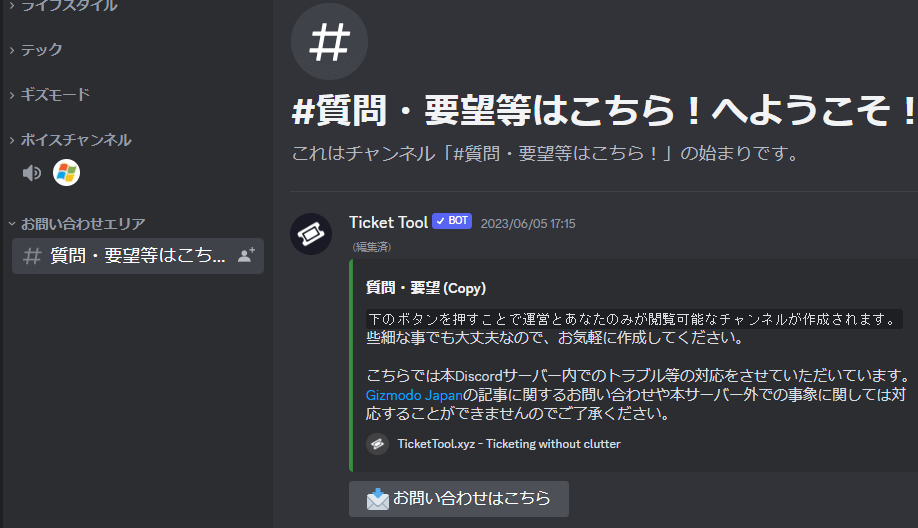 ライフスタイル
テック
ギズモード
ボイスチャンネル
お問い合わせエリア
質問・要望等はこち...
#質問・要望等はこちら！へようこそ！
これはチャンネル「#質問・要望等はこちら！」の始まりです。
Ticket Tool BOT 2023/06/05 17:15
(編集済)
質問・要望 (Copy)
下のボタンを押すことで運営とあなたのみが閲覧可能なチャンネルが作成されます。
些細な事でも大丈夫なので、お気軽に作成してください。
こちらでは本Discordサーバー内でのトラブル等の対応をさせていただいています。
Gizmodo Japanの記事に関するお問い合わせや本サーバー外での事象に関しては対
応することができませんのでご了承ください。
TicketTool.xyz - Ticketing without clutter
お問い合わせはこちら